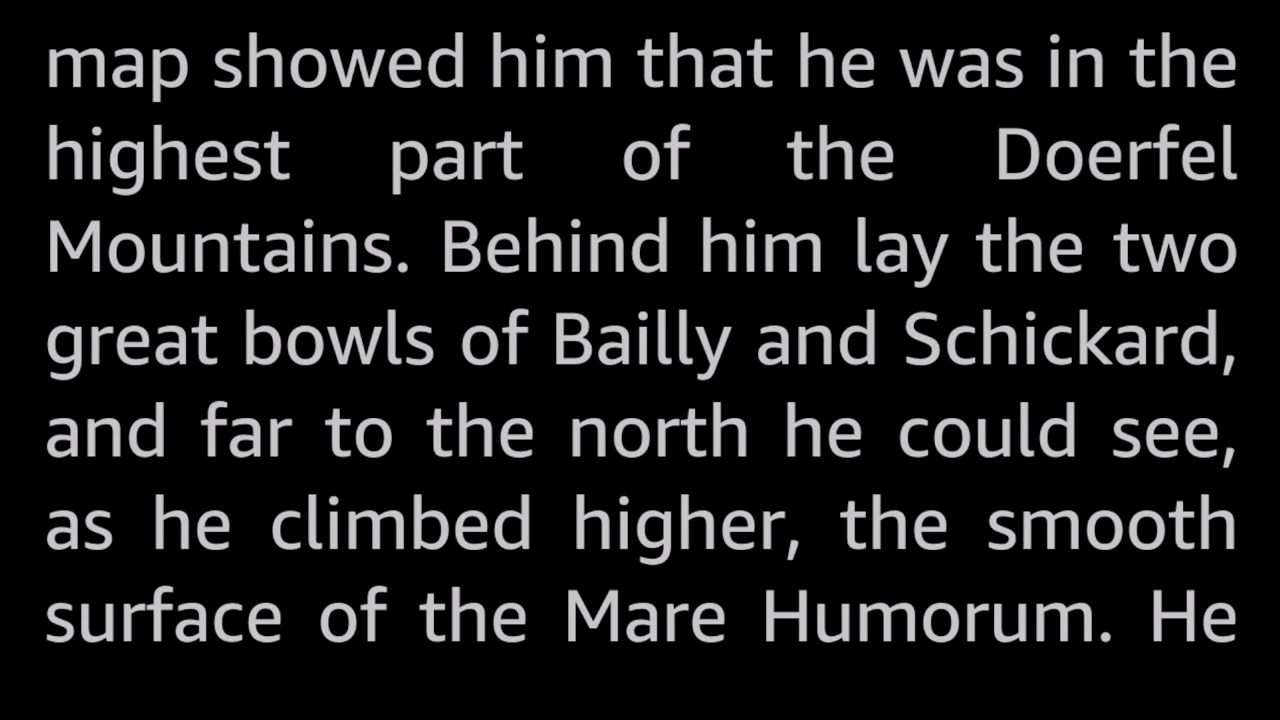 map showed him that he was in the
highest part of the Doerfel
Mountains. Behind him lay the two
great bowls of Bailly and Schickard,
and far to the north he could see,
as he climbed higher, the smooth
surface of the Mare Humorum. He